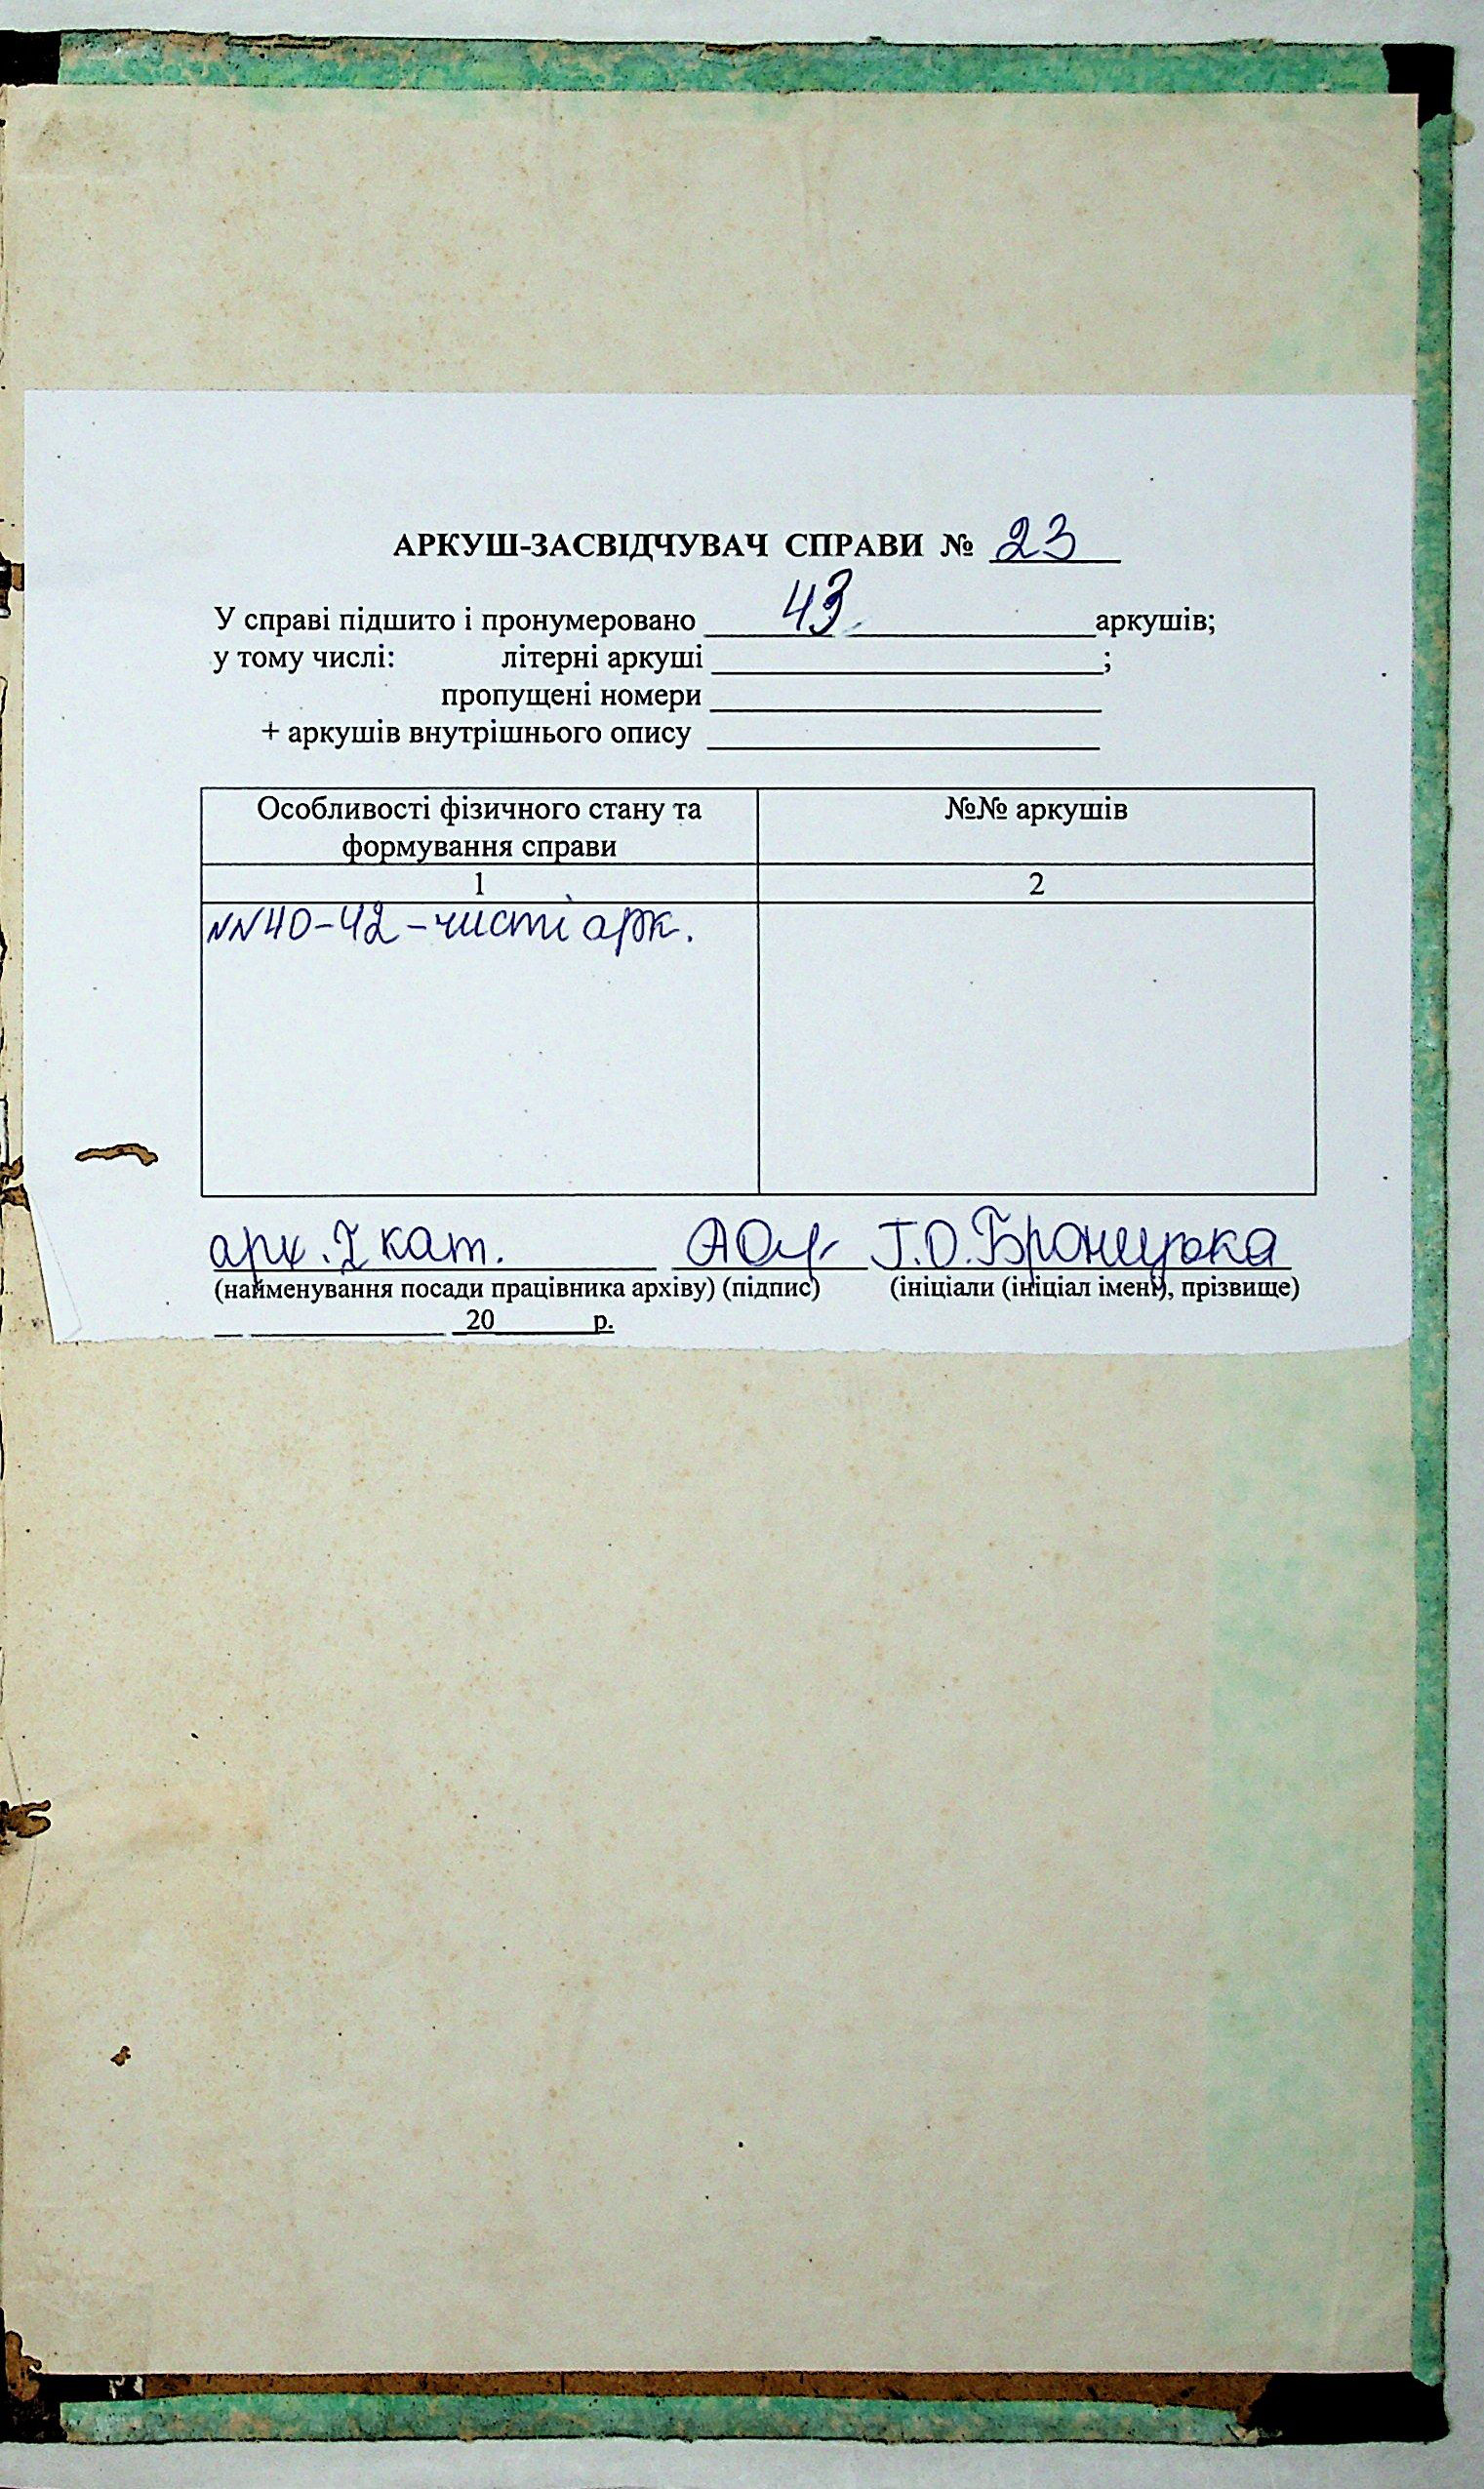 АРКУШ-ЗАСВІДЧУВАЧ СПРАВИ № 23
У справі підшито і пронумеровано 43 аркушів;
у тому числі: літерні аркуші ;
пропущені номери
+ аркушів внутрішнього опису
Особливості фізичного стану та формування справи
№№ аркушів
1 2
NN40-42-чисті арк.
арх. I кат. Г.О.Броницька
(найменування посади працівника архіву) (підпис) (ініціали (ініціал імені), прізвище)
20 р.